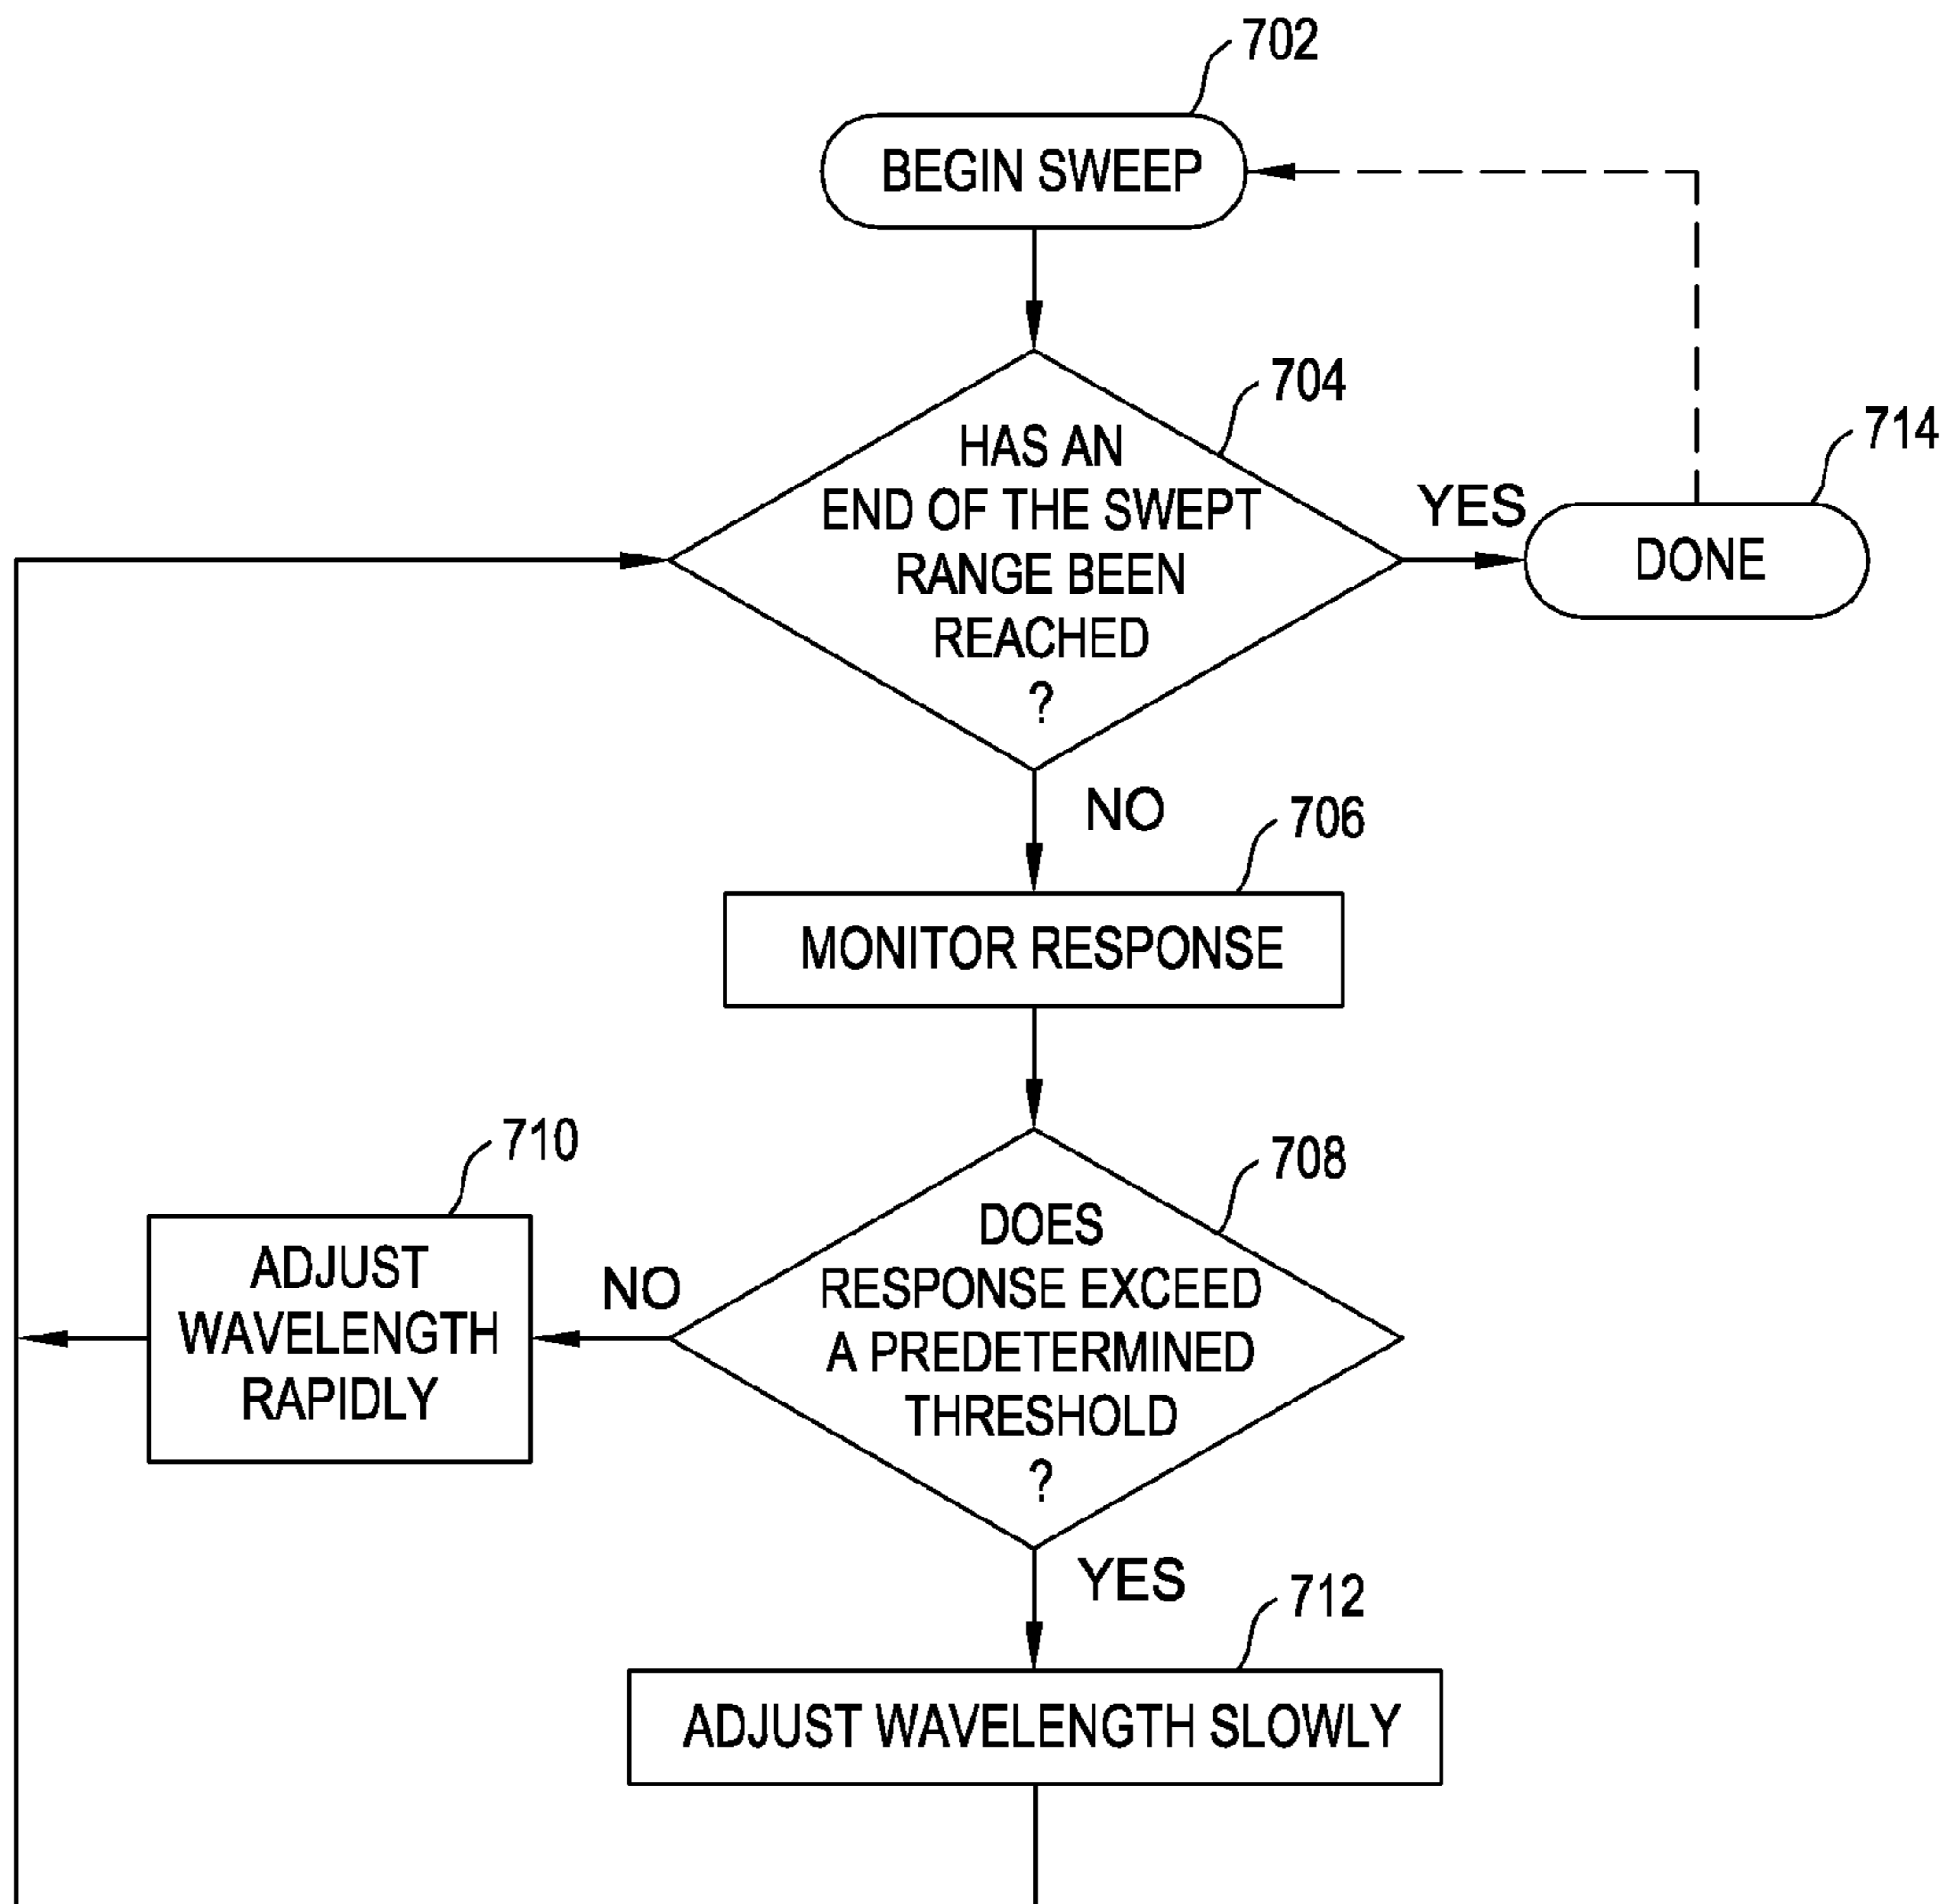 702
BEGIN SWEEP
704
HAS AN
END OF THE SWEPT
RANGE BEEN
REACHED
?
YES
714
DONE
NO
706
MONITOR RESPONSE
708
DOES
RESPONSE EXCEED
A PREDETERMINED
THRESHOLD
?
NO
710
ADJUST
WAVELENGTH
RAPIDLY
YES
712
ADJUST WAVELENGTH SLOWLY